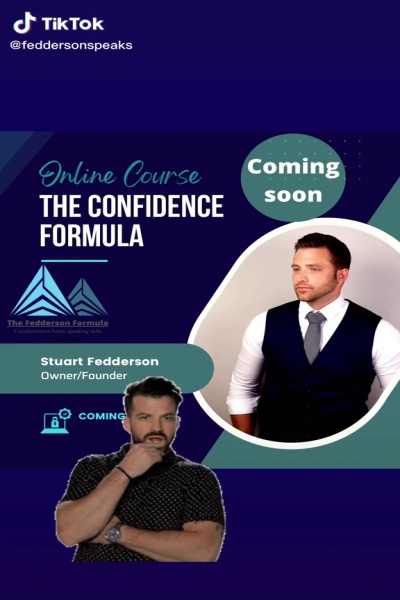 TikTok
@feddersonspeaks
Online Course
Coming
soon
THE CONFIDENCE
FORMULA
The Fedderson Formula
Transformative Public Speaking Skills
Stuart Fedderson
Owner/Founder
COMING